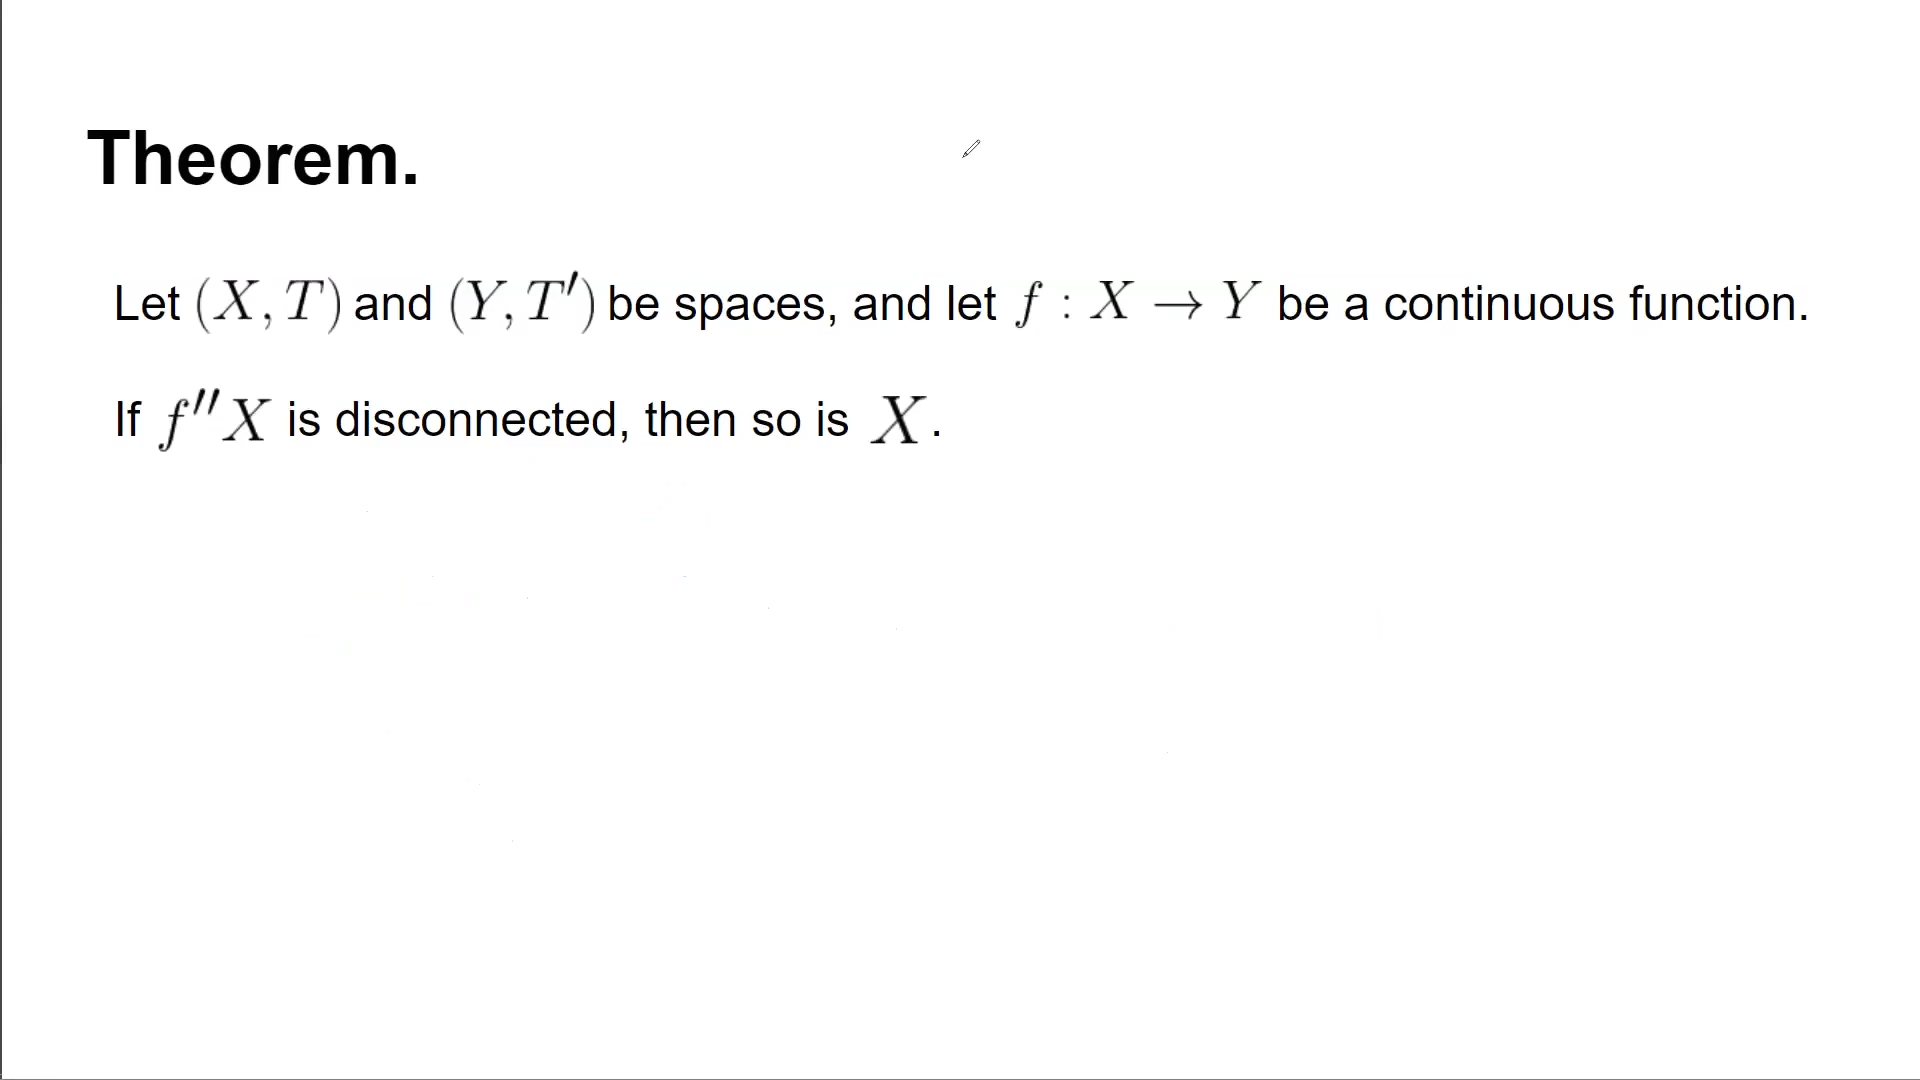 Theorem.
Let (X, T) and (Y, T′) be spaces, and let f : X → Y be a continuous function.
If f″X is disconnected, then so is X.